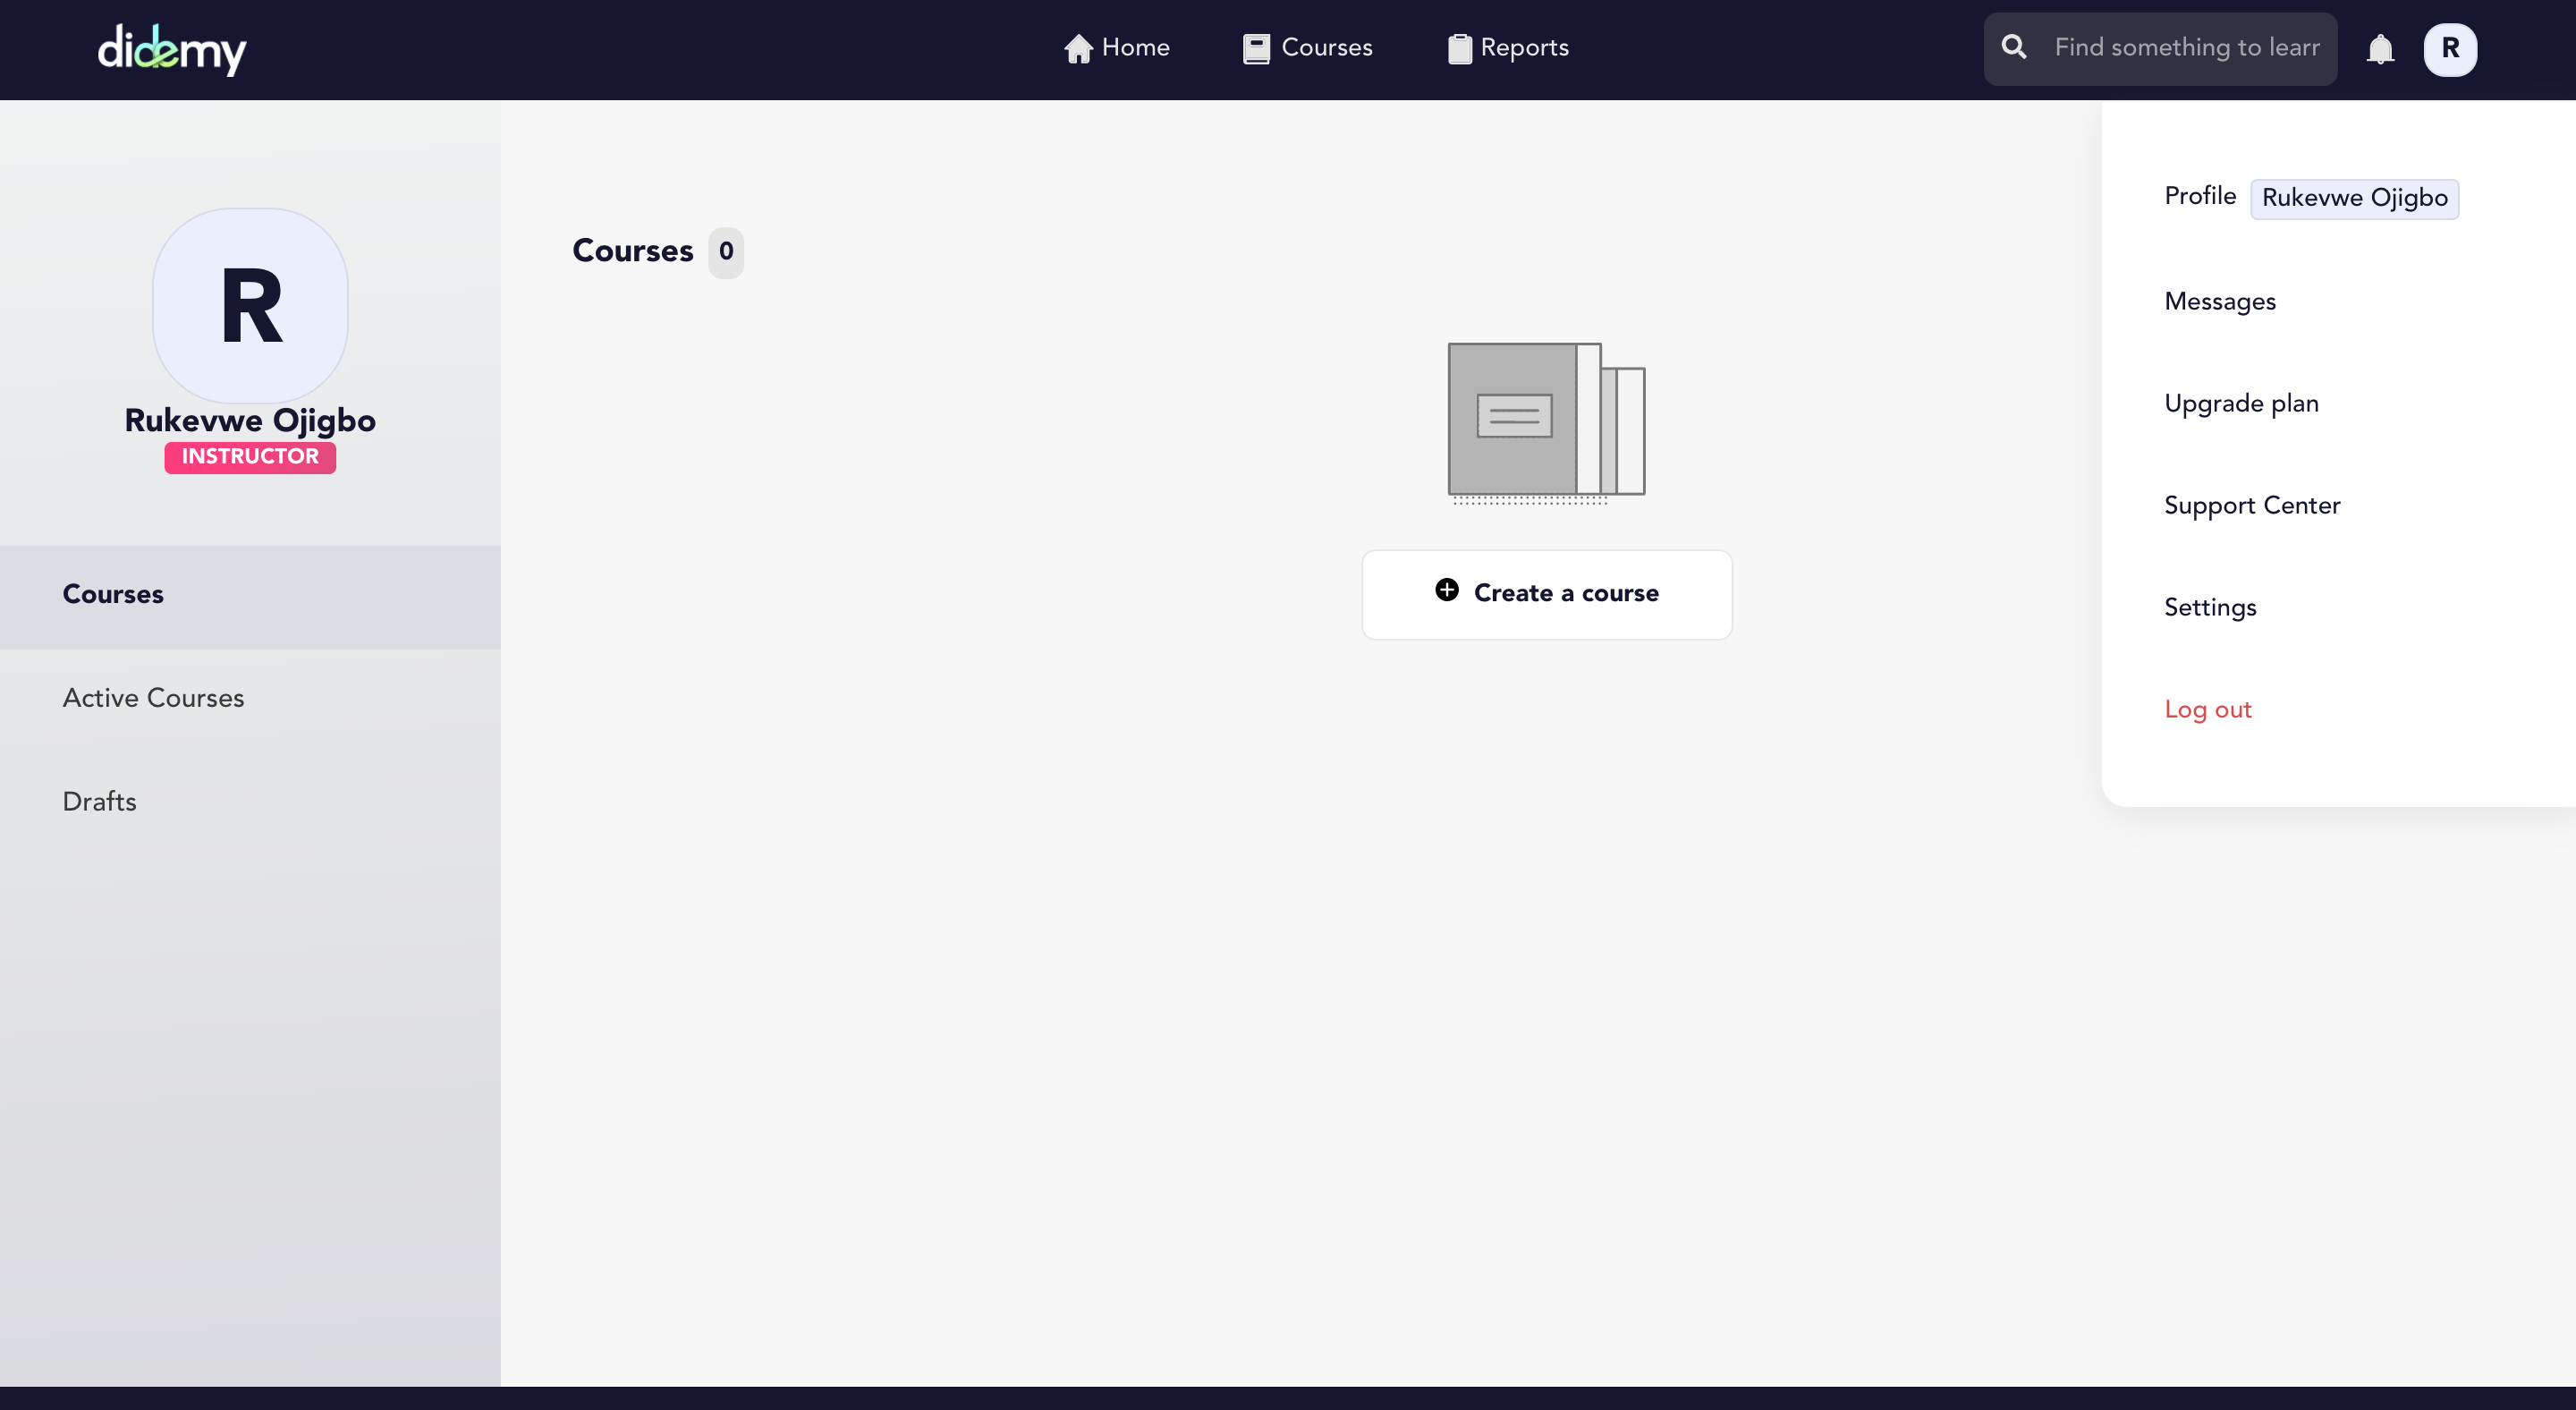 didemy
Home
Courses
Reports
Find something to learn
R
R
Rukevwe Ojigbo
INSTRUCTOR
Courses
Active Courses
Drafts
Courses 0
Create a course
Profile Rukevwe Ojigbo
Messages
Upgrade plan
Support Center
Settings
Log out